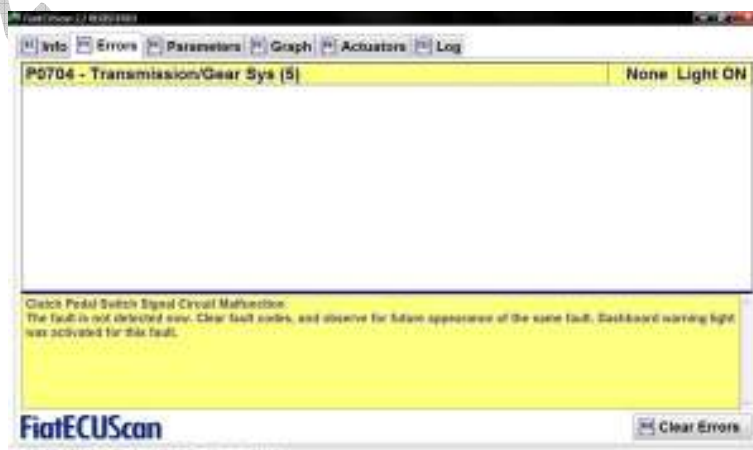 Info Errors Parameters Graph Actuators Log
P0704 - Transmission/Gear Sys (5) None Light ON
Clutch Pedal Switch Signal Circuit Malfunction
The fault is not detected now. Clear fault codes, and observe for future appearance of the same fault. Dashboard warning light
was activated for this fault.
FiatECUScan Clear Errors